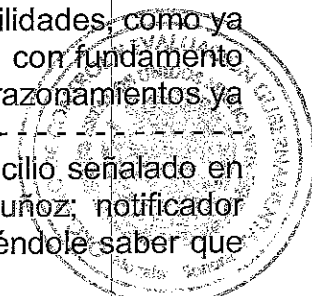 ilidades, como ya
con fundamento
razonamientos ya
- - - - - - - - - - - - - - - - - - - -
cilio señalado en
uñoz; notificador
éndole saber que